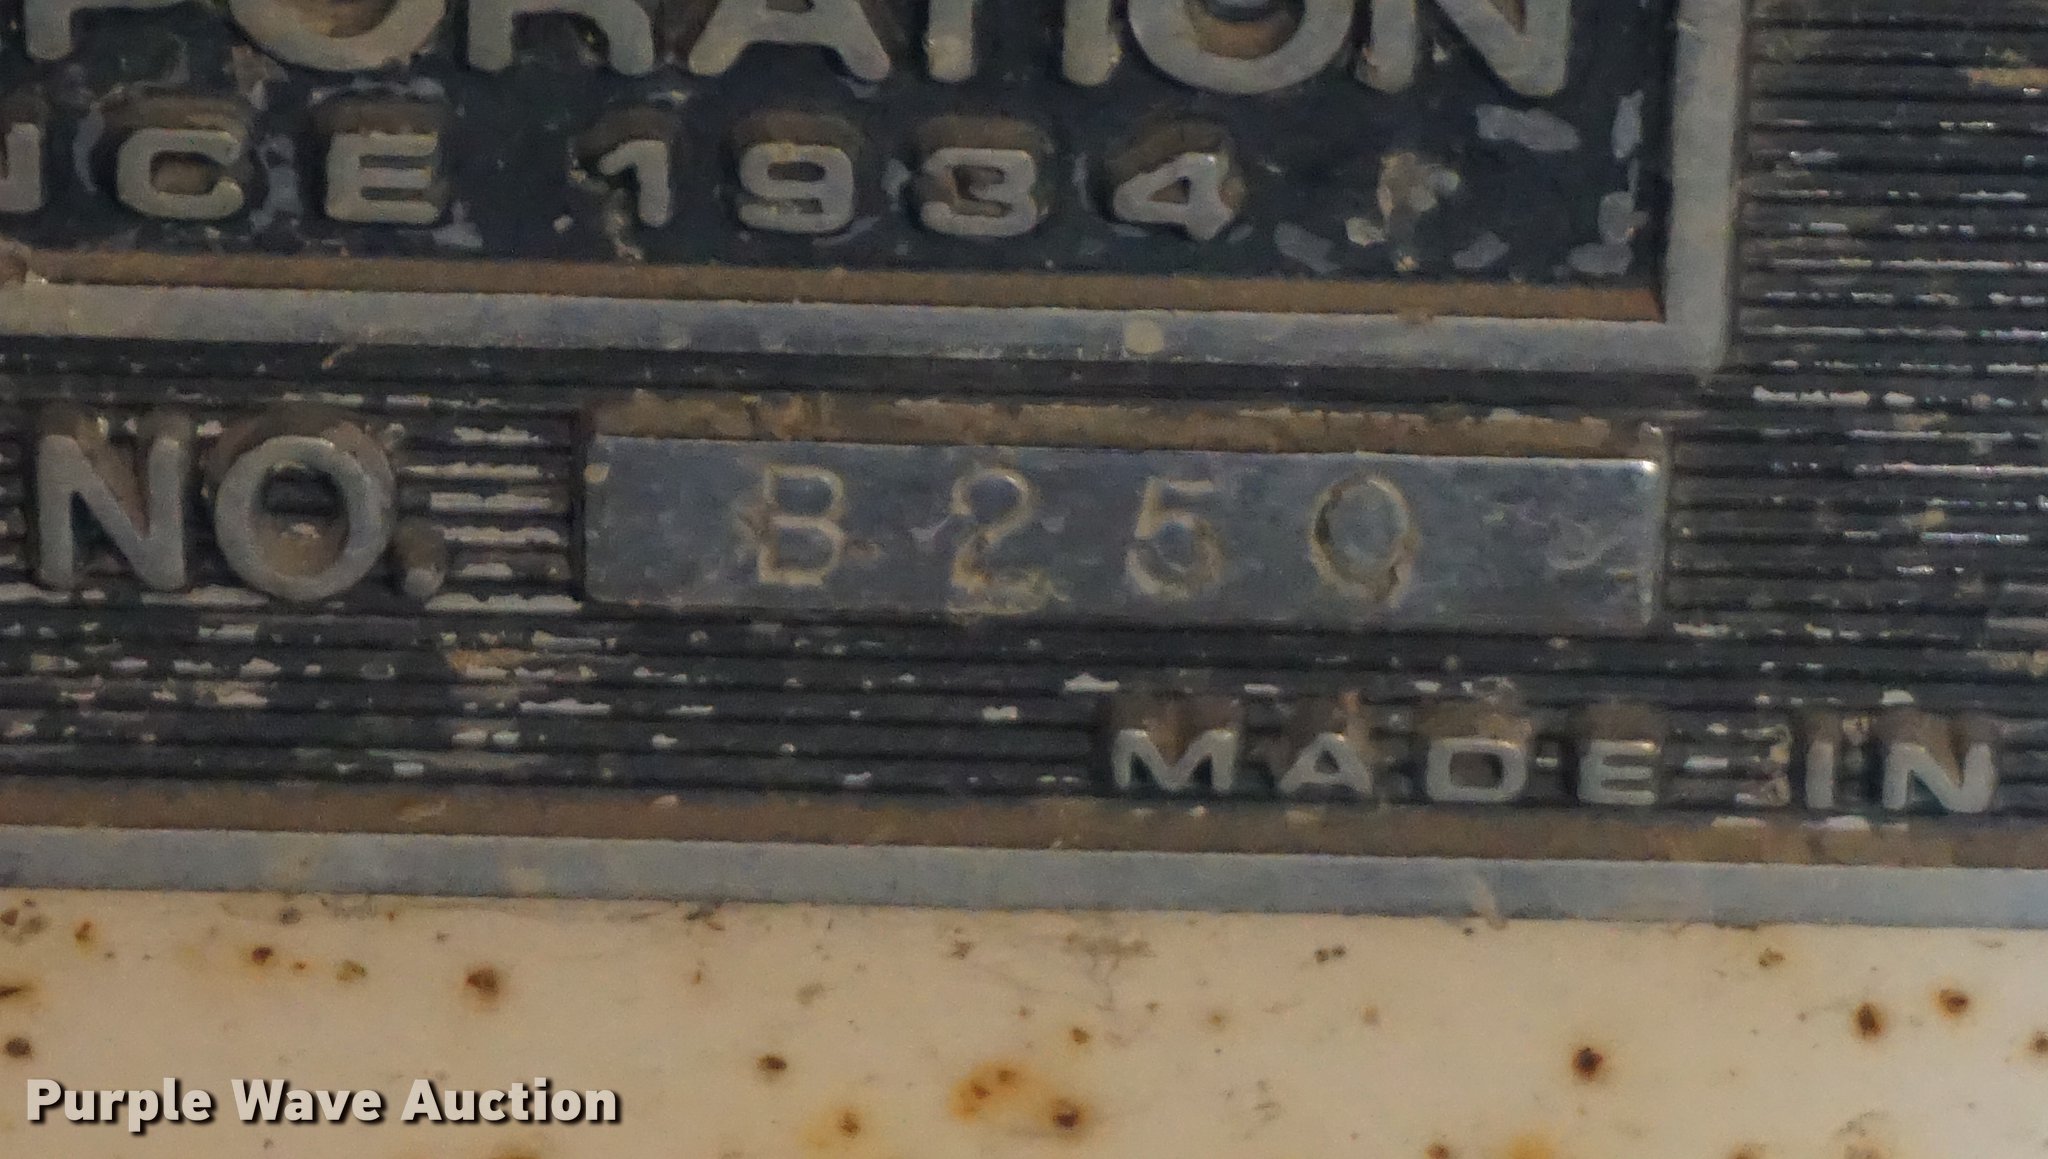 PORATION
NCE 1934
NO. B250
MADE IN
Purple Wave Auction